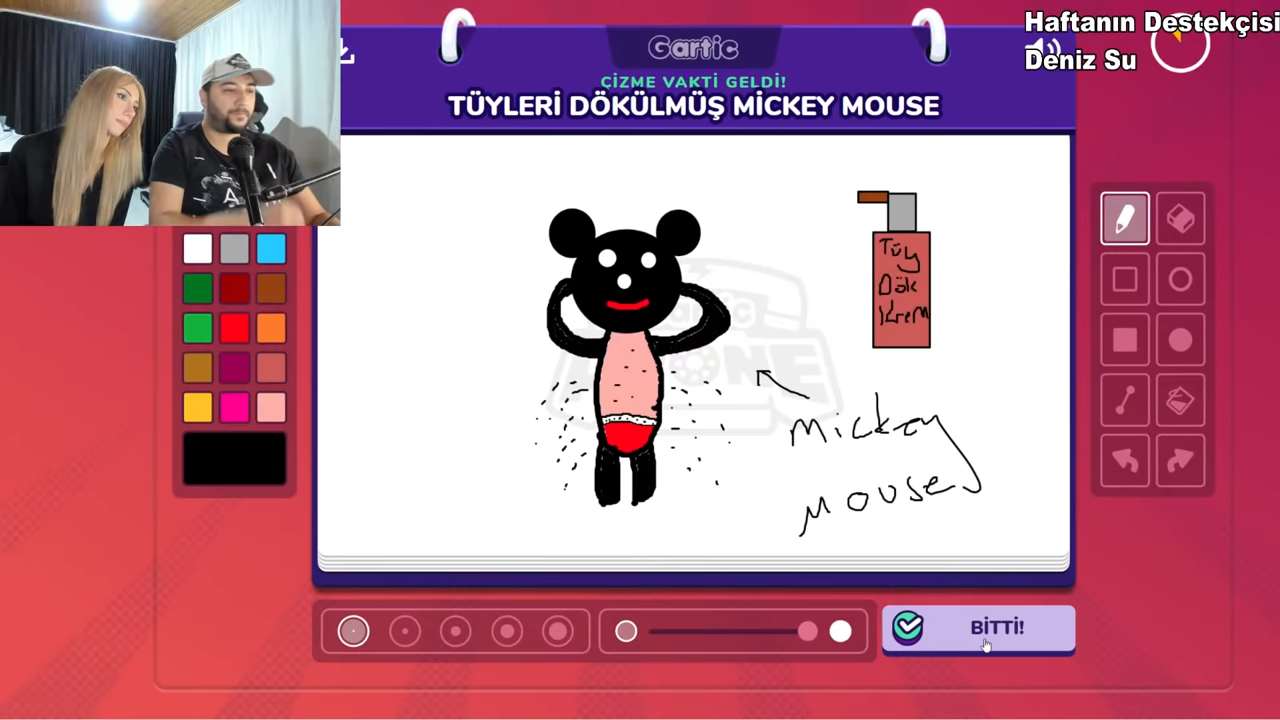 Haftanın Destekçisi
Deniz Su
Gartic
ÇİZME VAKTİ GELDİ!
TÜYLERİ DÖKÜLMÜŞ MİCKEY MOUSE
Tüy
Dök
Krem
Mickey
Mouse
BİTTİ!